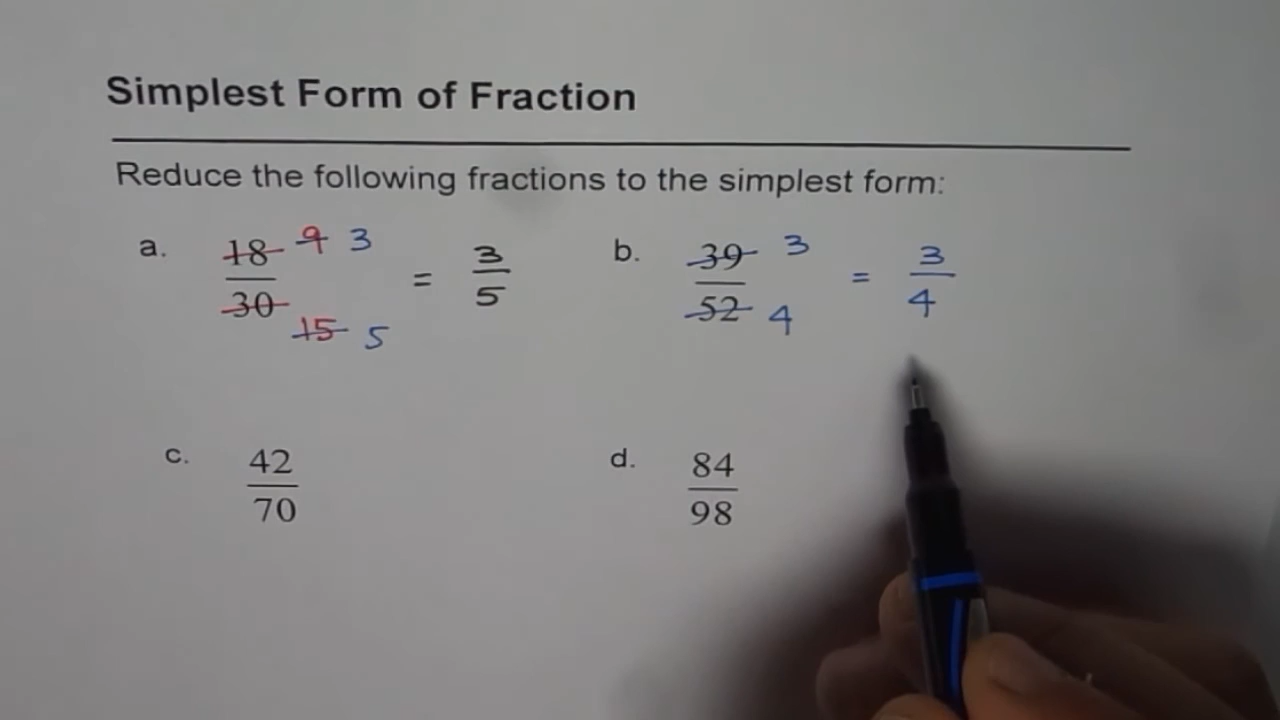 Simplest Form of Fraction
Reduce the following fractions to the simplest form:
a. 18/30 9 3 15 5 = 3/5
b. 39/52 3 4 = 3/4
c. 42/70
d. 84/98